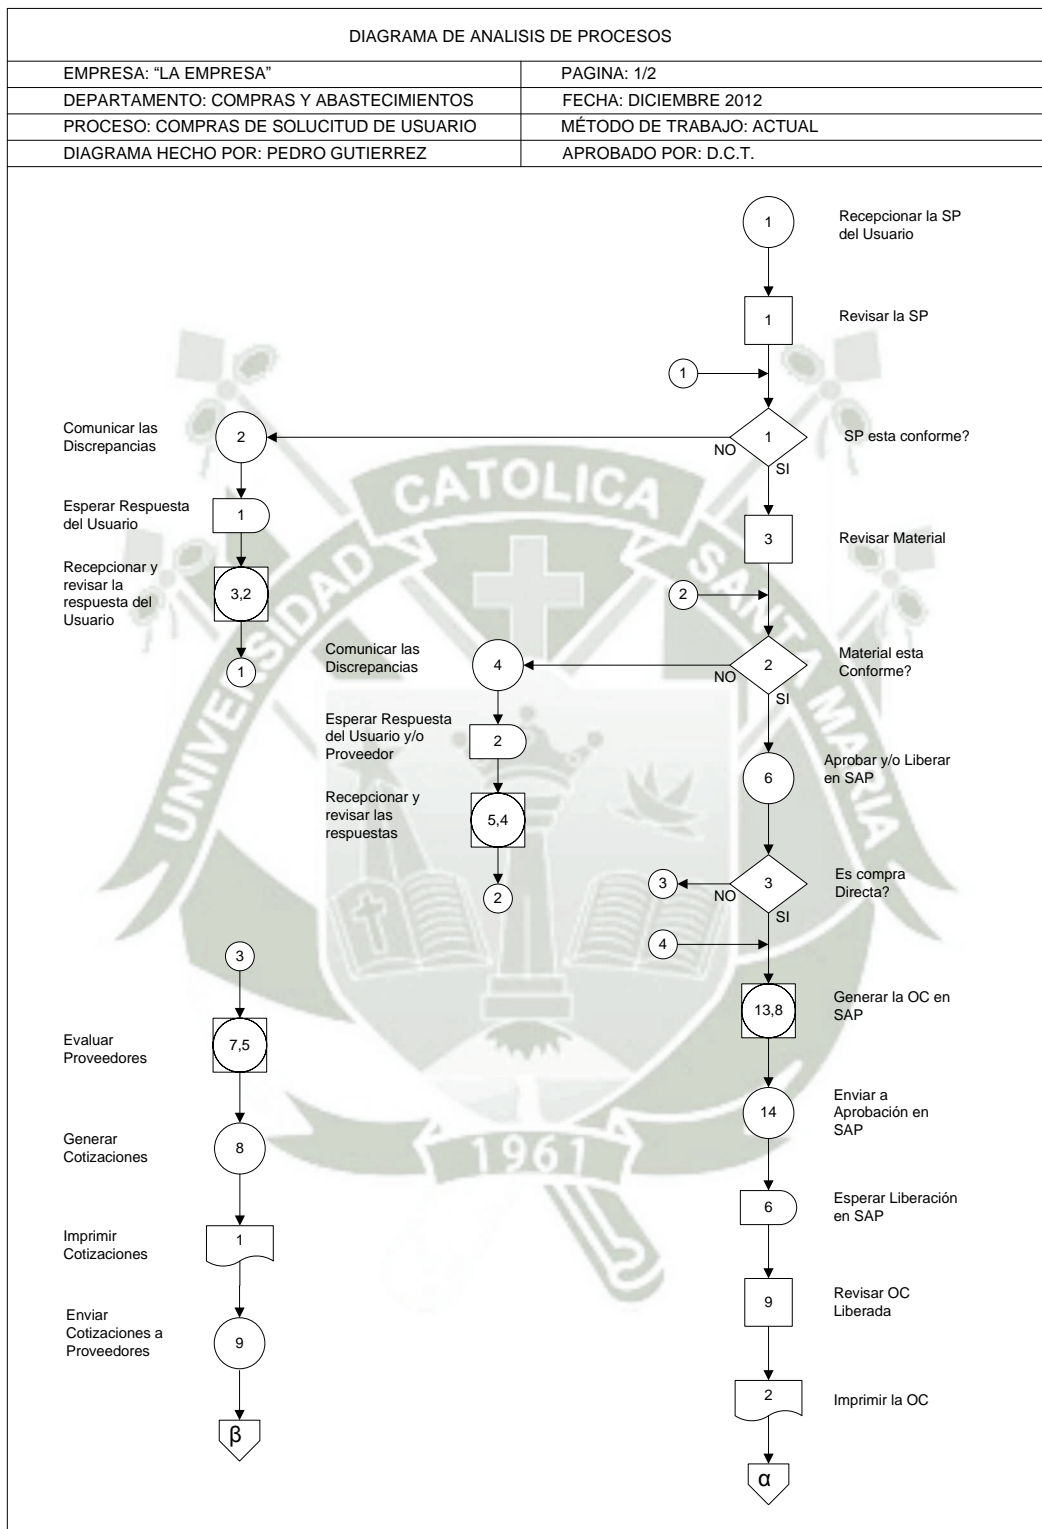 DIAGRAMA DE ANALISIS DE PROCESOS
EMPRESA: “LA EMPRESA”
PAGINA: 1/2
DEPARTAMENTO: COMPRAS Y ABASTECIMIENTOS
FECHA: DICIEMBRE 2012
PROCESO: COMPRAS DE SOLUCITUD DE USUARIO
MÉTODO DE TRABAJO: ACTUAL
DIAGRAMA HECHO POR: PEDRO GUTIERREZ
APROBADO POR: D.C.T.
1
Recepcionar la SP
del Usuario
1
Revisar la SP
1
Comunicar las
Discrepancias
2
NO
1
SI
SP esta conforme?
Esperar Respuesta
del Usuario
1
3
Revisar Material
Recepcionar y
revisar la
respuesta del
Usuario
3,2
1
2
Comunicar las
Discrepancias
4
NO
2
SI
Material esta
Conforme?
Esperar Respuesta
del Usuario y/o
Proveedor
2
6
Aprobar y/o Liberar
en SAP
Recepcionar y
revisar las
respuestas
5,4
2
3
NO
3
SI
Es compra
Directa?
4
3
13,8
Generar la OC en
SAP
Evaluar
Proveedores
7,5
14
Enviar a
Aprobación en
SAP
Generar
Cotizaciones
8
6
Esperar Liberación
en SAP
Imprimir
Cotizaciones
1
9
Revisar OC
Liberada
Enviar
Cotizaciones a
Proveedores
9
2
Imprimir la OC
β
α
UNIVERSIDAD CATOLICA SANTA MARIA
1961